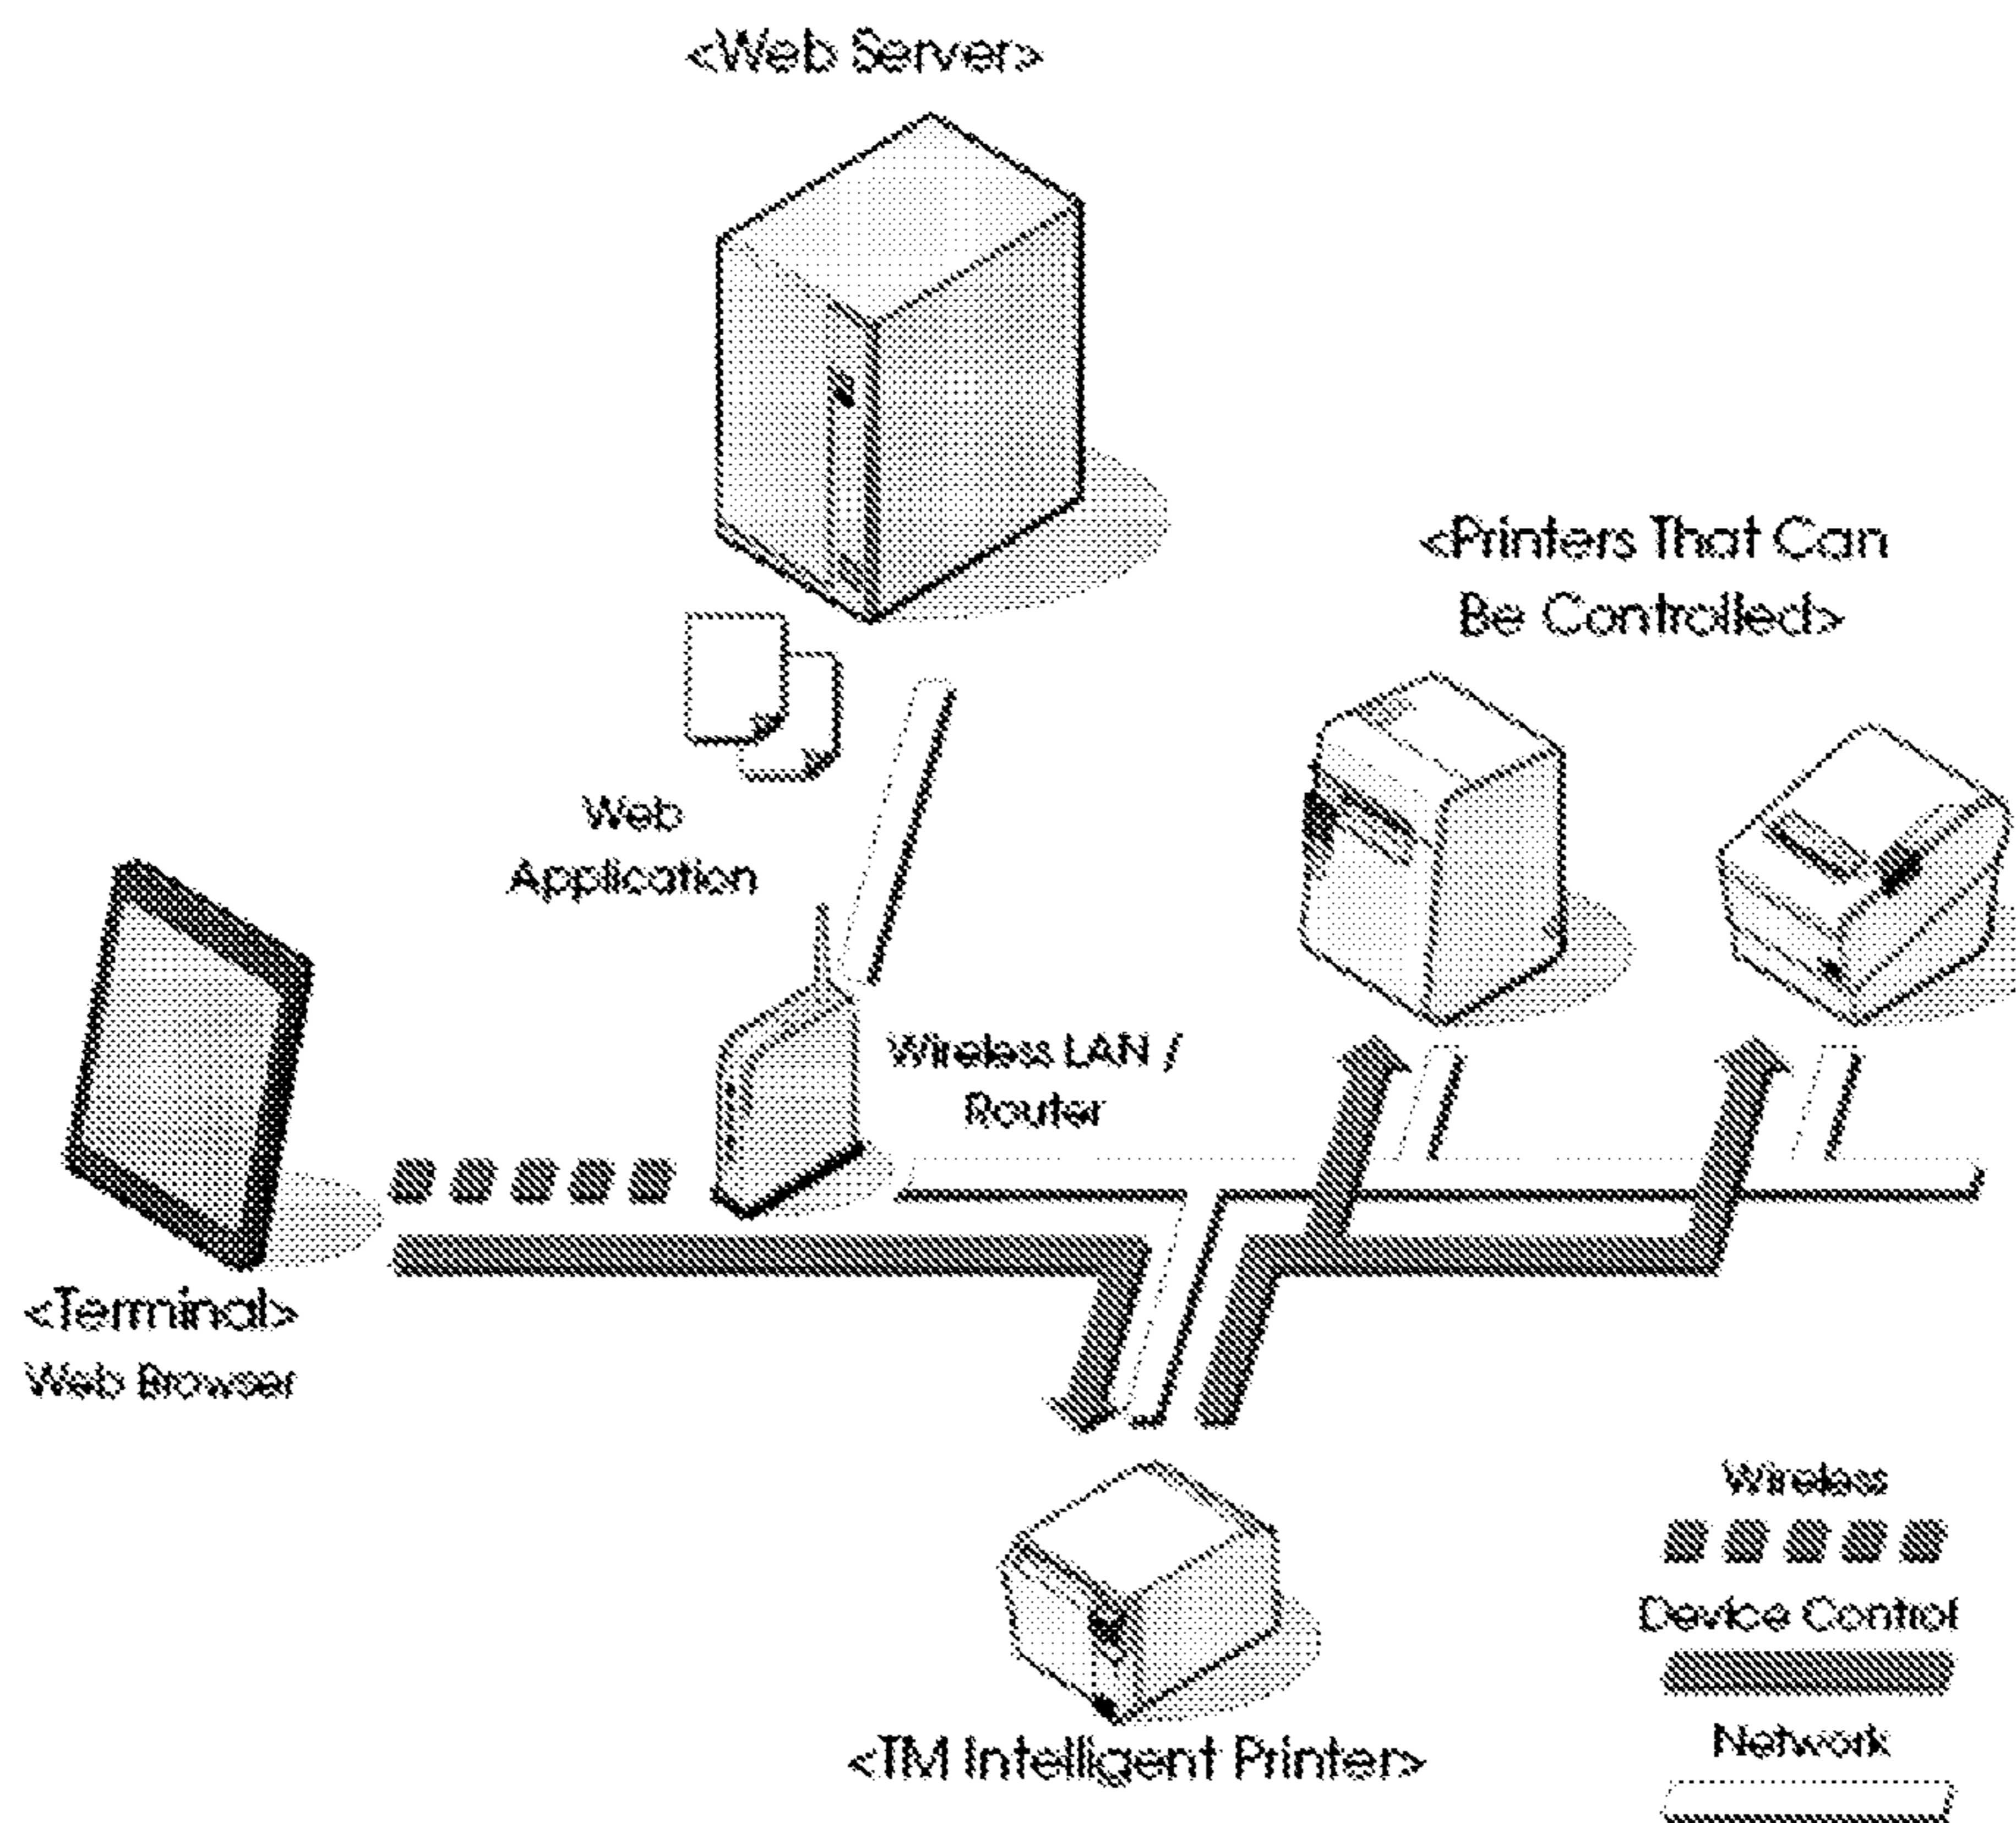 <Web Server>
<Printers That Can
Be Controlled>
Web
Application
Wireless LAN /
Router
<Terminal>
Web Browser
<TM Intelligent Printer>
Wireless
Device Control
Network